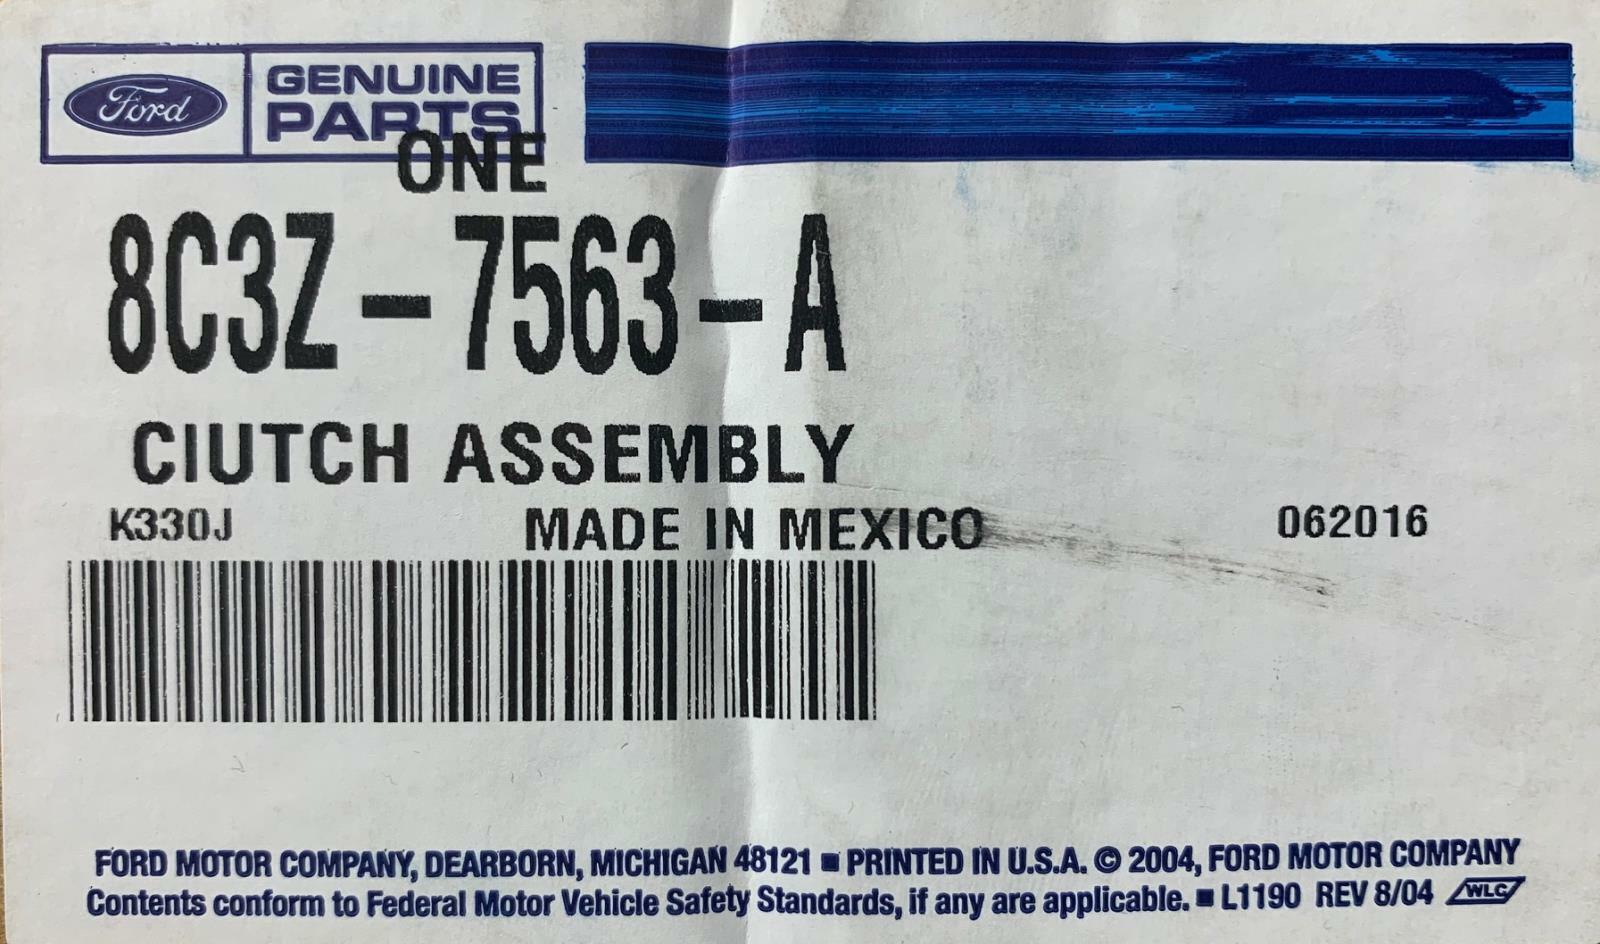 Ford
GENUINE
PARTS
ONE
8C3Z-7563-A
CIUTCH ASSEMBLY
K330J MADE IN MEXICO 062016
FORD MOTOR COMPANY, DEARBORN, MICHIGAN 48121 ■ PRINTED IN U.S.A. © 2004, FORD MOTOR COMPANY
Contents conform to Federal Motor Vehicle Safety Standards, if any are applicable. ■ L1190 REV 8/04 WLC